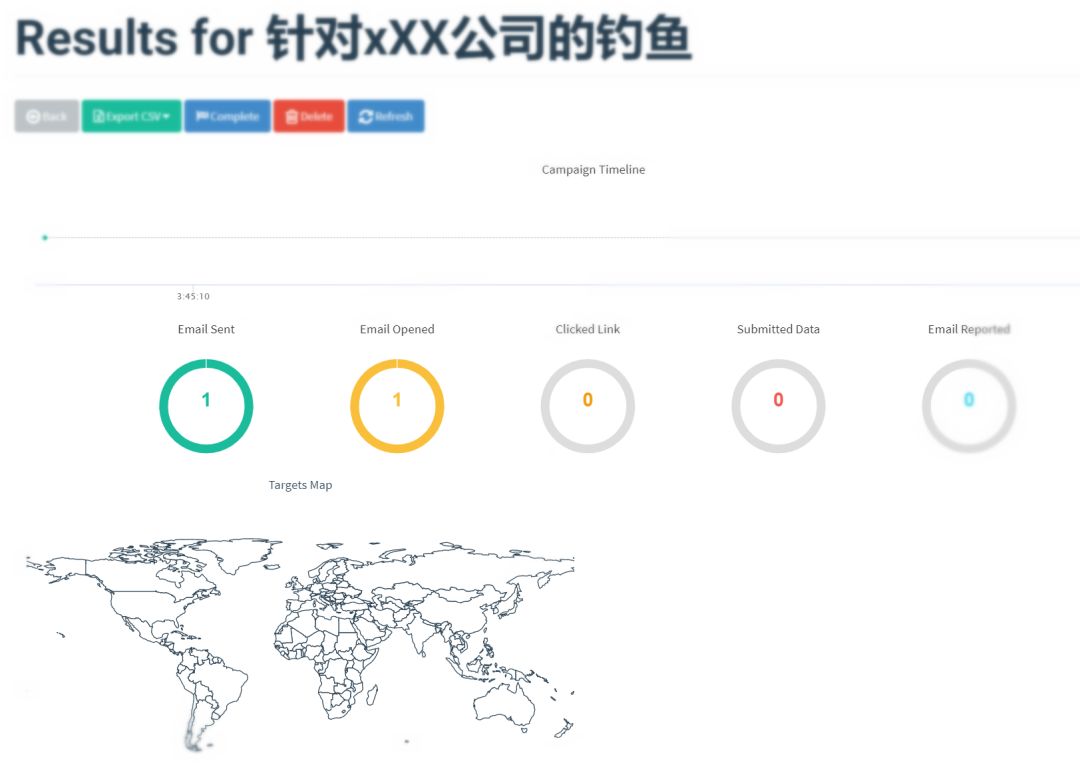 Results for 针对xXX公司的钓鱼
Back Export CSV Complete Delete Refresh
Campaign Timeline
3:45:10
Email Sent Email Opened Clicked Link Submitted Data Email Reported
1 1 0 0 0
Targets Map